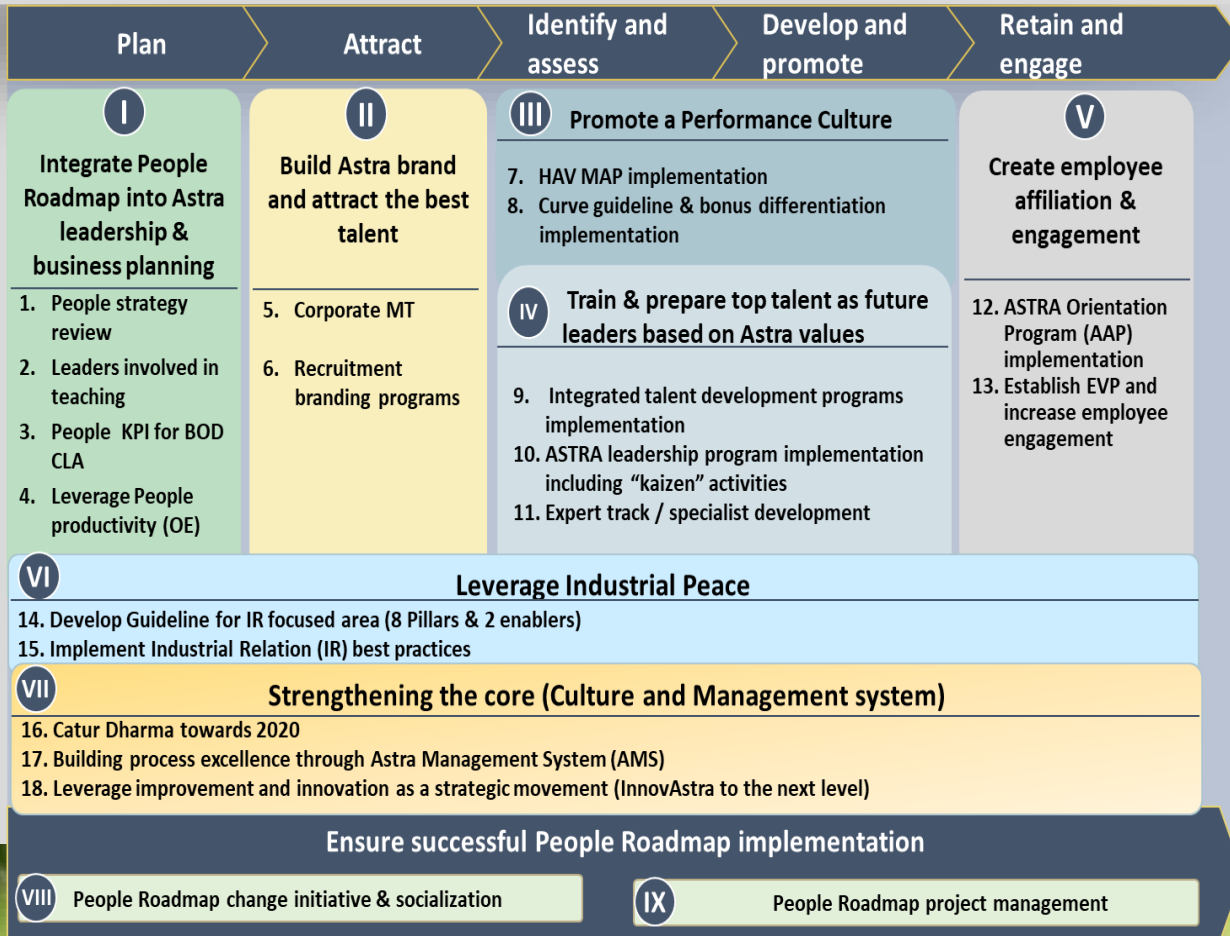 Plan
Attract
Identify and
assess
Develop and
promote
Retain and
engage
I
Integrate People
Roadmap into Astra
leadership &
business planning
1. People strategy
review
2. Leaders involved in
teaching
3. People KPI for BOD
CLA
4. Leverage People
productivity (OE)
II
Build Astra brand
and attract the best
talent
5. Corporate MT
6. Recruitment
branding programs
III Promote a Performance Culture
7. HAV MAP implementation
8. Curve guideline & bonus differentiation
implementation
IV Train & prepare top talent as future
leaders based on Astra values
9. Integrated talent development programs
implementation
10. ASTRA leadership program implementation
including “kaizen” activities
11. Expert track / specialist development
V
Create employee
affiliation &
engagement
12. ASTRA Orientation
Program (AAP)
implementation
13. Establish EVP and
increase employee
engagement
VI Leverage Industrial Peace
14. Develop Guideline for IR focused area (8 Pillars & 2 enablers)
15. Implement Industrial Relation (IR) best practices
VII Strengthening the core (Culture and Management system)
16. Catur Dharma towards 2020
17. Building process excellence through Astra Management System (AMS)
18. Leverage improvement and innovation as a strategic movement (InnovAstra to the next level)
Ensure successful People Roadmap implementation
VIII People Roadmap change initiative & socialization
IX People Roadmap project management